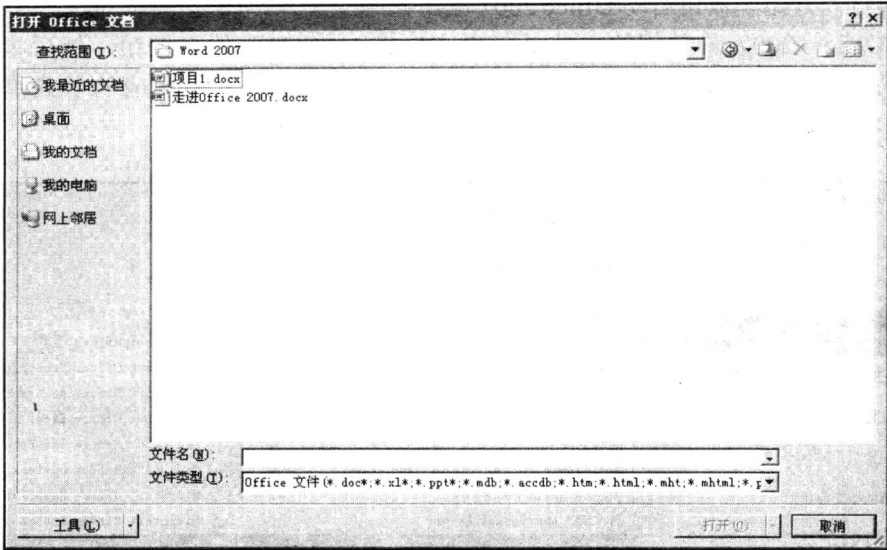 打开 Office 文档
查找范围(I):
Word 2007
我最近的文档
桌面
我的文档
我的电脑
网上邻居
项目1.docx
走进Office 2007.docx
文件名(N):
文件类型(T):
Office 文件(*.doc*;*.xl*;*.ppt*;*.mdb;*.accdb;*.htm;*.html;*.mht;*.mhtml;*.
工具(L)
打开(O)
取消